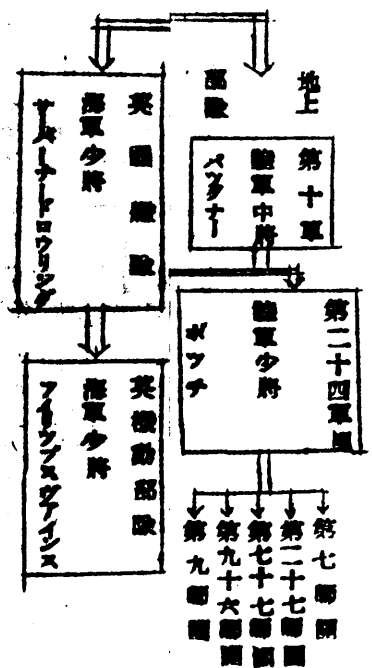 地上
部隊
第十軍
陸軍中將
バックナー
第二十四軍團
陸軍少將
ホッヂ
第七師團
第二十七師團
第七十七師團
第九十六師團
第九師團
英國艦隊
海軍少將
サーバーナードロウリング
英機動部隊
海軍少將
フイリップスヴアインス